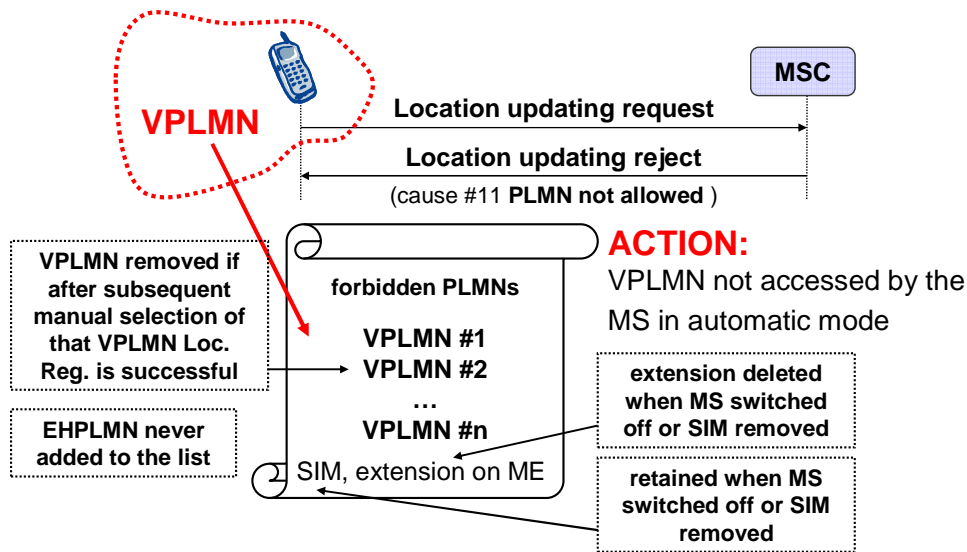 MSC
VPLMN
Location updating request
Location updating reject
(cause #11 PLMN not allowed )
ACTION:
VPLMN not accessed by the
MS in automatic mode
VPLMN removed if
after subsequent
manual selection of
that VPLMN Loc.
Reg. is successful
EHPLMN never
added to the list
forbidden PLMNs
VPLMN #1
VPLMN #2
…
VPLMN #n
SIM, extension on ME
extension deleted
when MS switched
off or SIM removed
retained when MS
switched off or SIM
removed